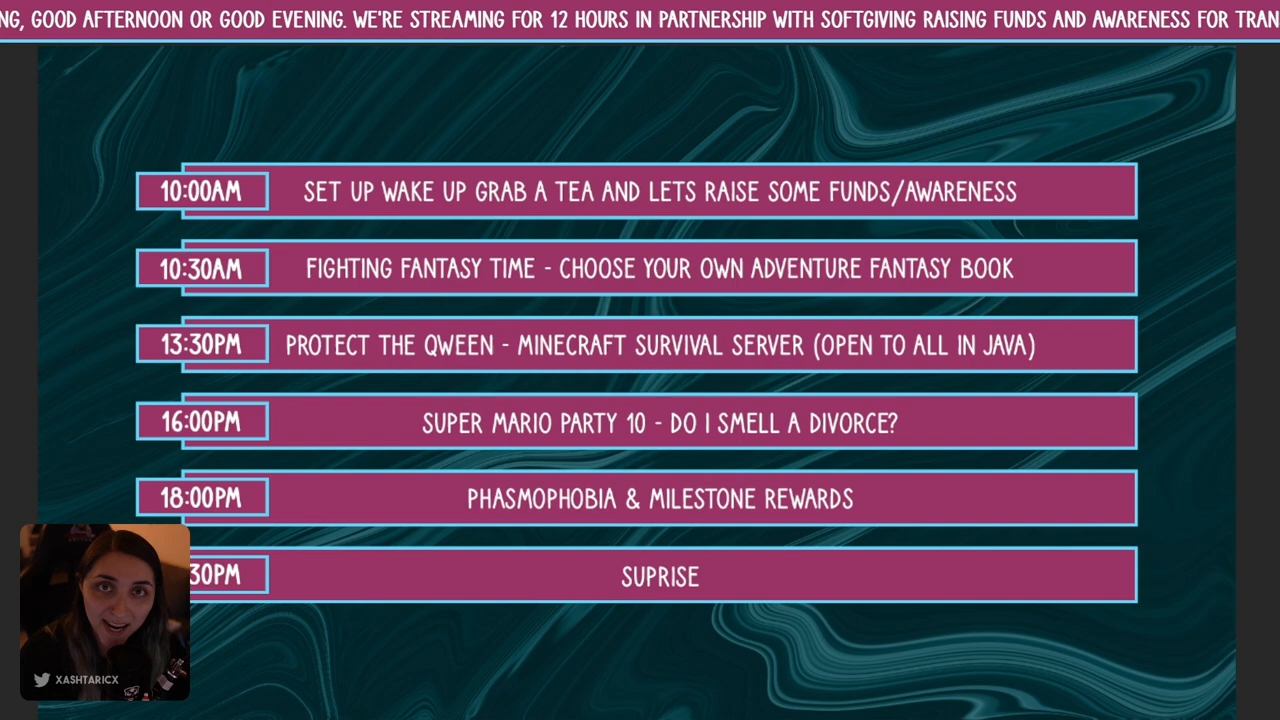 GOOD AFTERNOON OR GOOD EVENING. WE'RE STREAMING FOR 12 HOURS IN PARTNERSHIP WITH SOFTGIVING RAISING FUNDS AND AWARENESS FOR
10:00AM SET UP WAKE UP GRAB A TEA AND LETS RAISE SOME FUNDS/AWARENESS
10:30AM FIGHTING FANTASY TIME - CHOOSE YOUR OWN ADVENTURE FANTASY BOOK
13:30PM PROTECT THE QWEEN - MINECRAFT SURVIVAL SERVER (OPEN TO ALL IN JAVA)
16:00PM SUPER MARIO PARTY 10 - DO I SMELL A DIVORCE?
18:00PM PHASMOPHOBIA & MILESTONE REWARDS
30PM SUPRISE
XASHTARICX